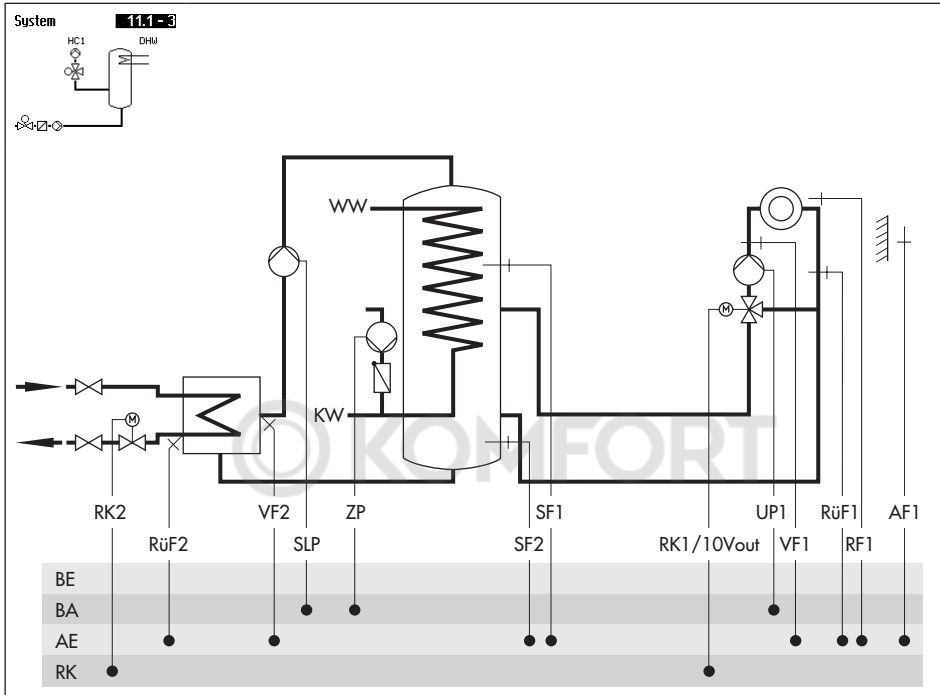 System 11.1 - 3
HC1 DHW
WW
M
M
KW
KOMFORT
RK2 VF2 ZP SF1 UP1 RüF1 AF1
RüF2 SLP SF2 RK1/10Vout VF1 RF1
BE
BA
AE
RK